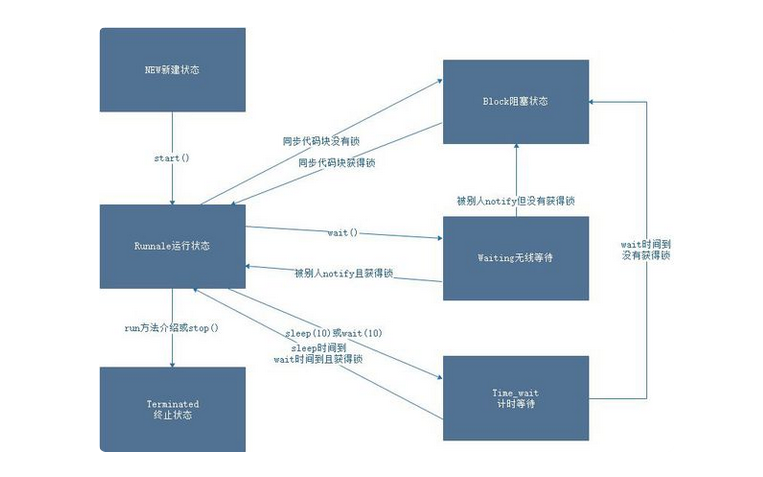 NEW新建状态
Block阻塞状态
同步代码块没有锁
start()
同步代码块获得锁
被别人notify但没有获得锁
wait()
Runnale运行状态
wait时间到
没有获得锁
Waiting无线等待
被别人notify且获得锁
run方法介绍或stop()
sleep(10)或wait(10)
sleep时间到
wait时间到且获得锁
Time_wait
计时等待
Terminated
终止状态